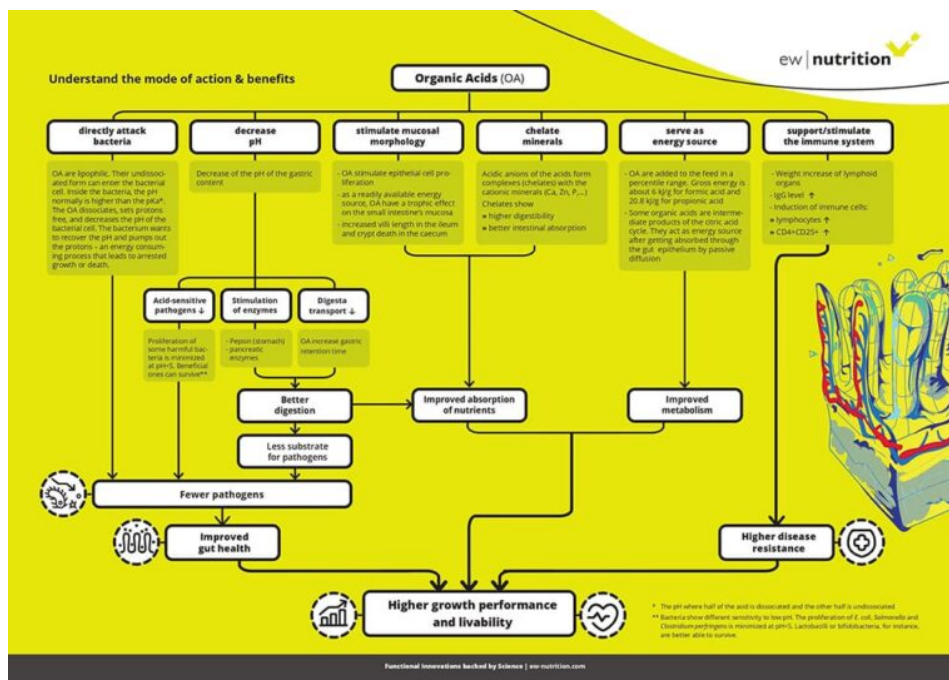 ew | nutrition
Understand the mode of action & benefits
Organic Acids (OA)
directly attack
bacteria
OA are lipophilic. Their undissoci-
ated form can enter the bacterial
cell. Inside the bacteria, the pH
normally is higher than the pKa*.
The OA dissociates, sets protons
free, and decreases the pH of the
bacterial cell. The bacterium wants
to recover the pH and pumps out
the protons – an energy consum-
ing process that leads to arrested
growth or death.
decrease
pH
Decrease of the pH of the gastric
content
stimulate mucosal
morphology
- OA stimulate epithelial cell pro-
liferation
- as a readily available energy
source, OA have a trophic effect
on the small intestine's mucosa
- increased villi length in the ileum
and crypt death in the caecum
chelate
minerals
Acidic anions of the acids form
complexes (chelates) with the
cationic minerals (Ca, Zn, P,...)
Chelates show
» higher digestibility
» better intestinal absorption
serve as
energy source
- OA are added to the feed in a
percentile range. Gross energy is
about 6 kJ/g for formic acid and
20.8 kJ/g for propionic acid
- Some organic acids are interme-
diate products of the citric acid
cycle. They act as energy source
after getting absorbed through
the gut epithelium by passive
diffusion
support/stimulate
the immune system
- Weight increase of lymphoid
organs
- IgG level ↑
- Induction of immune cells:
» lymphocytes ↑
» CD4+CD25+ ↑
Acid-sensitive
pathogens ↓
Proliferation of
some harmful bac-
teria is minimized
at pH<5. Beneficial
ones can survive**
Stimulation
of enzymes
- Pepsin (stomach)
- pancreatic
enzymes
Digesta
transport ↓
OA increase gastric
retention time
Better
digestion
Improved absorption
of nutrients
Improved
metabolism
Less substrate
for pathogens
Fewer pathogens
Improved
gut health
Higher disease
resistance
Higher growth performance
and livability
* The pH where half of the acid is dissociated and the other half is undissociated
** Bacteria show different sensitivity to low pH. The proliferation of E. coli, Salmonella and
Clostridium perfringens is minimized at pH<5. Lactobacilli or bifidobacteria, for instance,
are better able to survive.
Functional Innovations backed by Science | ew-nutrition.com